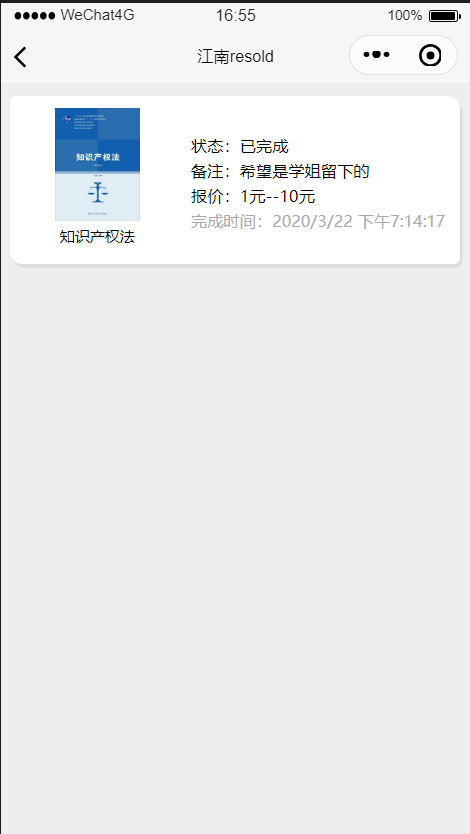 WeChat4G
16:55
100%
江南resold
知识产权法
知识产权法
状态：已完成
备注：希望是学姐留下的
报价：1元--10元
完成时间：2020/3/22 下午7:14:17